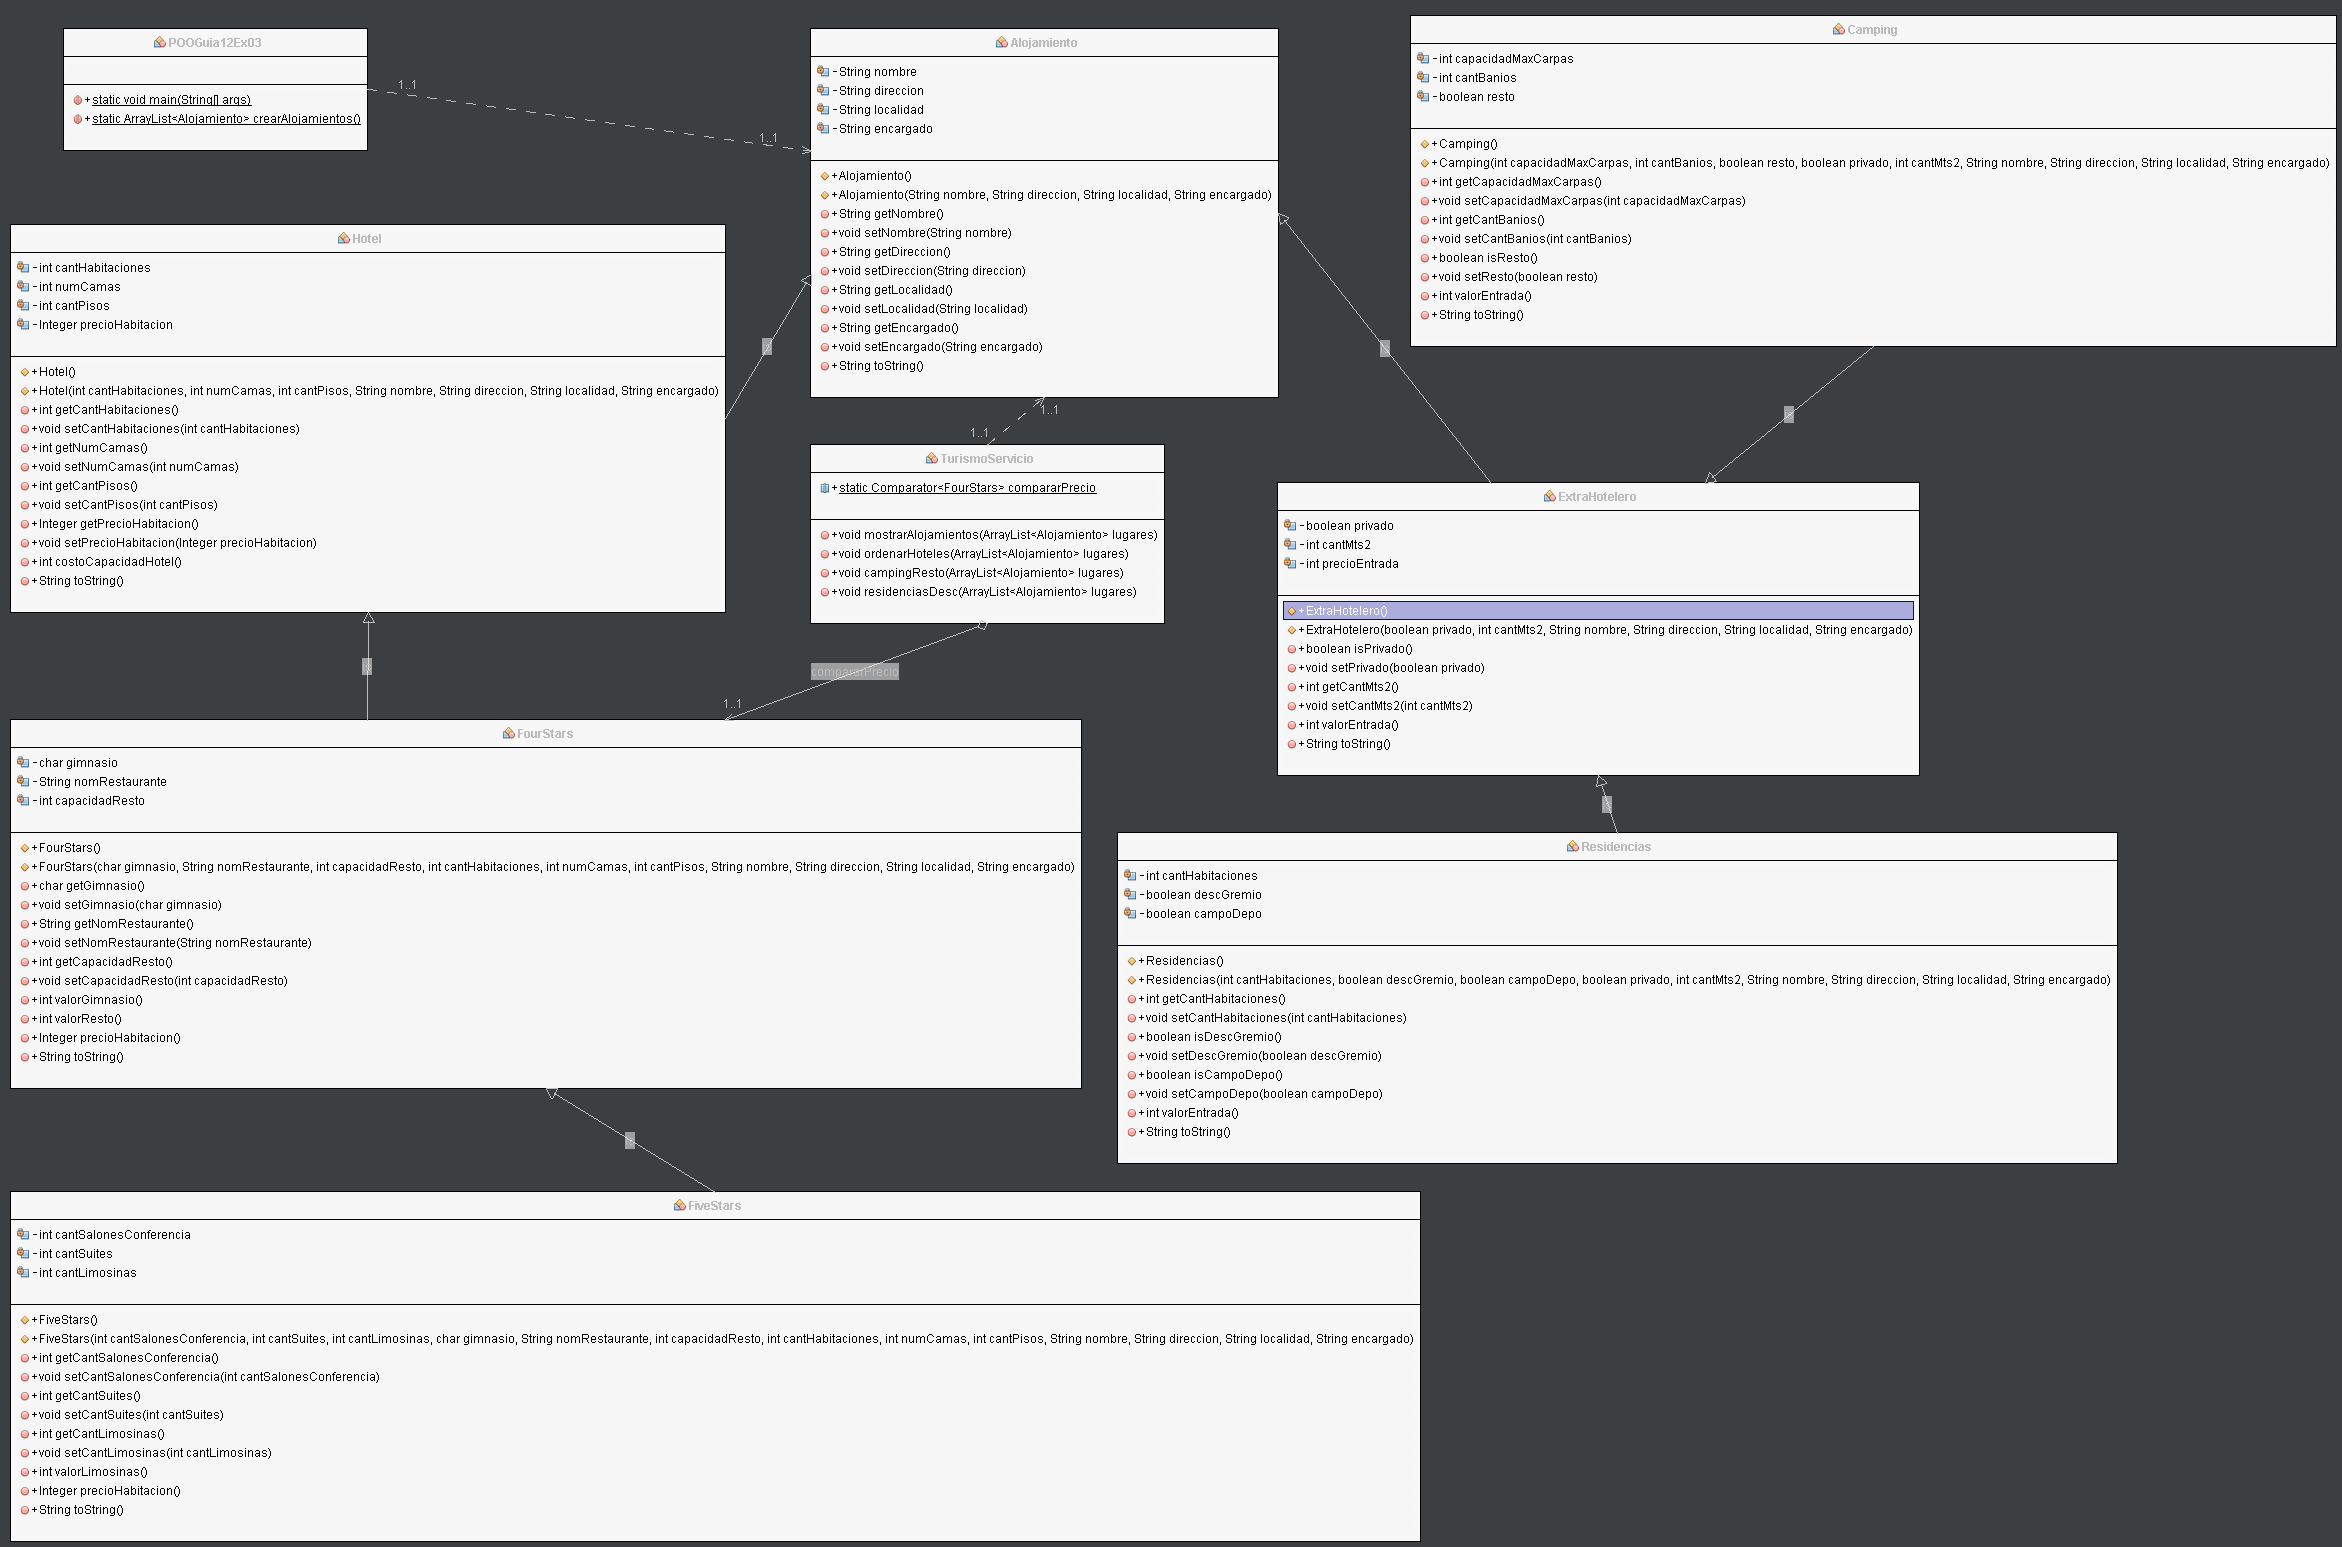 POOGuia12Ex03
+static void main(String[] args)
+static ArrayList<Alojamiento> crearAlojamientos()
1..1
1..1
Alojamiento
-String nombre
-String direccion
-String localidad
-String encargado
+Alojamiento()
+Alojamiento(String nombre, String direccion, String localidad, String encargado)
+String getNombre()
+void setNombre(String nombre)
+String getDireccion()
+void setDireccion(String direccion)
+String getLocalidad()
+void setLocalidad(String localidad)
+String getEncargado()
+void setEncargado(String encargado)
+String toString()
Camping
-int capacidadMaxCarpas
-int cantBanios
-boolean resto
+Camping()
+Camping(int capacidadMaxCarpas, int cantBanios, boolean resto, boolean privado, int cantMts2, String nombre, String direccion, String localidad, String encargado)
+int getCapacidadMaxCarpas()
+void setCapacidadMaxCarpas(int capacidadMaxCarpas)
+int getCantBanios()
+void setCantBanios(int cantBanios)
+boolean isResto()
+void setResto(boolean resto)
+int valorEntrada()
+String toString()
Hotel
-int cantHabitaciones
-int numCamas
-int cantPisos
-Integer precioHabitacion
+Hotel()
+Hotel(int cantHabitaciones, int numCamas, int cantPisos, String nombre, String direccion, String localidad, String encargado)
+int getCantHabitaciones()
+void setCantHabitaciones(int cantHabitaciones)
+int getNumCamas()
+void setNumCamas(int numCamas)
+int getCantPisos()
+void setCantPisos(int cantPisos)
+Integer getPrecioHabitacion()
+void setPrecioHabitacion(Integer precioHabitacion)
+int costoCapacidadHotel()
+String toString()
1..1
1..1
TurismoServicio
+static Comparator<FourStars> compararPrecio
+void mostrarAlojamientos(ArrayList<Alojamiento> lugares)
+void ordenarHoteles(ArrayList<Alojamiento> lugares)
+void campingResto(ArrayList<Alojamiento> lugares)
+void residenciasDesc(ArrayList<Alojamiento> lugares)
compararPrecio
1..1
ExtraHotelero
-boolean privado
-int cantMts2
-int precioEntrada
+ExtraHotelero()
+ExtraHotelero(boolean privado, int cantMts2, String nombre, String direccion, String localidad, String encargado)
+boolean isPrivado()
+void setPrivado(boolean privado)
+int getCantMts2()
+void setCantMts2(int cantMts2)
+int valorEntrada()
+String toString()
FourStars
-char gimnasio
-String nomRestaurante
-int capacidadResto
+FourStars()
+FourStars(char gimnasio, String nomRestaurante, int capacidadResto, int cantHabitaciones, int numCamas, int cantPisos, String nombre, String direccion, String localidad, String encargado)
+char getGimnasio()
+void setGimnasio(char gimnasio)
+String getNomRestaurante()
+void setNomRestaurante(String nomRestaurante)
+int getCapacidadResto()
+void setCapacidadResto(int capacidadResto)
+int valorGimnasio()
+int valorResto()
+Integer precioHabitacion()
+String toString()
Residencias
-int cantHabitaciones
-boolean descGremio
-boolean campoDepo
+Residencias()
+Residencias(int cantHabitaciones, boolean descGremio, boolean campoDepo, boolean privado, int cantMts2, String nombre, String direccion, String localidad, String encargado)
+int getCantHabitaciones()
+void setCantHabitaciones(int cantHabitaciones)
+boolean isDescGremio()
+void setDescGremio(boolean descGremio)
+boolean isCampoDepo()
+void setCampoDepo(boolean campoDepo)
+int valorEntrada()
+String toString()
FiveStars
-int cantSalonesConferencia
-int cantSuites
-int cantLimosinas
+FiveStars()
+FiveStars(int cantSalonesConferencia, int cantSuites, int cantLimosinas, char gimnasio, String nomRestaurante, int capacidadResto, int cantHabitaciones, int numCamas, int cantPisos, String nombre, String direccion, String localidad, String encargado)
+int getCantSalonesConferencia()
+void setCantSalonesConferencia(int cantSalonesConferencia)
+int getCantSuites()
+void setCantSuites(int cantSuites)
+int getCantLimosinas()
+void setCantLimosinas(int cantLimosinas)
+int valorLimosinas()
+Integer precioHabitacion()
+String toString()